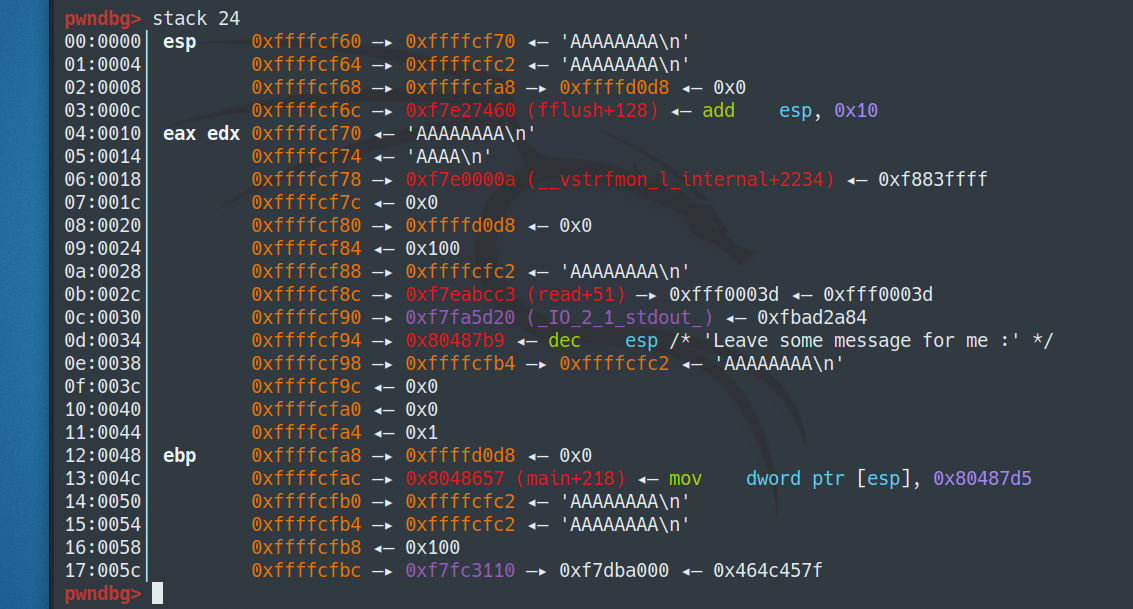 pwndbg> stack 24
00:0000│ esp 0xffffcf60 —▸ 0xffffcf70 ◂— 'AAAAAAAA\n'
01:0004│ 0xffffcf64 —▸ 0xffffcfc2 ◂— 'AAAAAAAA\n'
02:0008│ 0xffffcf68 —▸ 0xffffcfa8 —▸ 0xffffd0d8 ◂— 0x0
03:000c│ 0xffffcf6c —▸ 0xf7e27460 (fflush+128) ◂— add esp, 0x10
04:0010│ eax edx 0xffffcf70 ◂— 'AAAAAAAA\n'
05:0014│ 0xffffcf74 ◂— 'AAAA\n'
06:0018│ 0xffffcf78 —▸ 0xf7e0000a (__vstrfmon_l_internal+2234) ◂— 0xf883ffff
07:001c│ 0xffffcf7c ◂— 0x0
08:0020│ 0xffffcf80 —▸ 0xffffd0d8 ◂— 0x0
09:0024│ 0xffffcf84 ◂— 0x100
0a:0028│ 0xffffcf88 —▸ 0xffffcfc2 ◂— 'AAAAAAAA\n'
0b:002c│ 0xffffcf8c —▸ 0xf7eabcc3 (read+51) —▸ 0xfff0003d ◂— 0xfff0003d
0c:0030│ 0xffffcf90 —▸ 0xf7fa5d20 (_IO_2_1_stdout_) ◂— 0xfbad2a84
0d:0034│ 0xffffcf94 —▸ 0x80487b9 ◂— dec esp /* 'Leave some message for me :' */
0e:0038│ 0xffffcf98 —▸ 0xffffcfb4 —▸ 0xffffcfc2 ◂— 'AAAAAAAA\n'
0f:003c│ 0xffffcf9c ◂— 0x0
10:0040│ 0xffffcfa0 ◂— 0x0
11:0044│ 0xffffcfa4 ◂— 0x1
12:0048│ ebp 0xffffcfa8 —▸ 0xffffd0d8 ◂— 0x0
13:004c│ 0xffffcfac —▸ 0x8048657 (main+218) ◂— mov dword ptr [esp], 0x80487d5
14:0050│ 0xffffcfb0 —▸ 0xffffcfc2 ◂— 'AAAAAAAA\n'
15:0054│ 0xffffcfb4 —▸ 0xffffcfc2 ◂— 'AAAAAAAA\n'
16:0058│ 0xffffcfb8 ◂— 0x100
17:005c│ 0xffffcfbc —▸ 0xf7fc3110 —▸ 0xf7dba000 ◂— 0x464c457f
pwndbg>